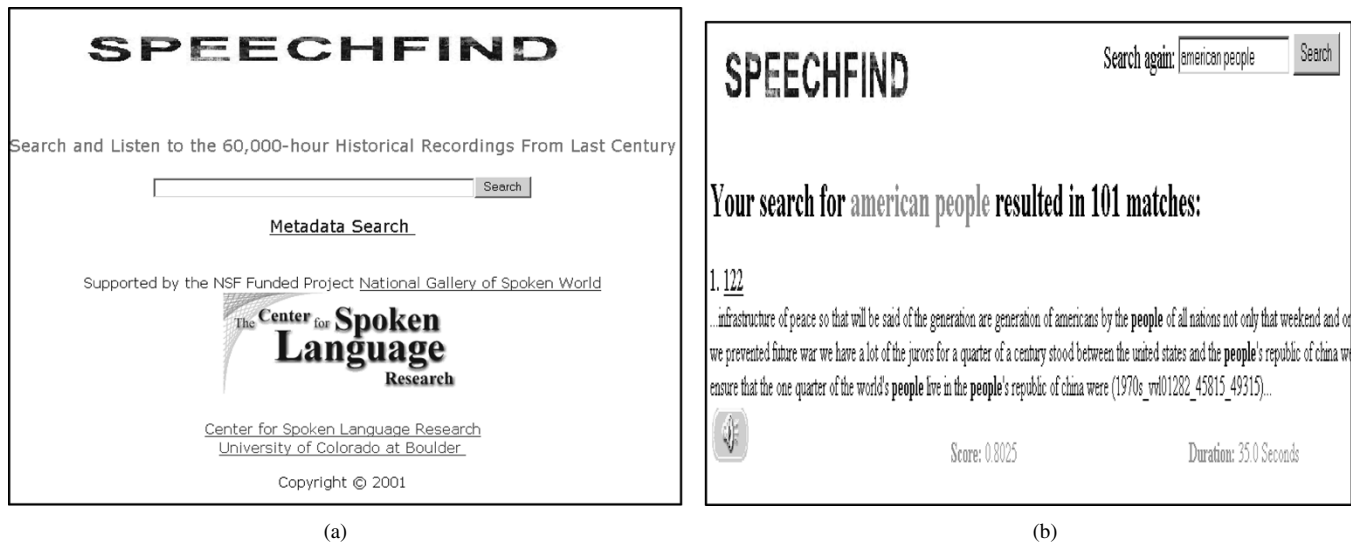 SPEECHFIND
Search and Listen to the 60,000-hour Historical Recordings From Last Century
Search
Metadata Search
Supported by the NSF Funded Project National Gallery of Spoken World
The Center for Spoken
Language
Research
Center for Spoken Language Research
University of Colorado at Boulder
Copyright © 2001
(a)
SPEECHFIND
Search again: american people Search
Your search for american people resulted in 101 matches:
1. 122
...infrastructure of peace so that will be said of the generation are generation of americans by the people of all nations not only that weekend and or
we prevented future war we have a lot of the jurors for a quarter of a century stood between the united states and the people's republic of china we
ensure that the one quarter of the world's people live in the people's republic of china were (1970s_vvl01282_45815_49315)...
Score: 0.8025 Duration: 35.0 Seconds
(b)